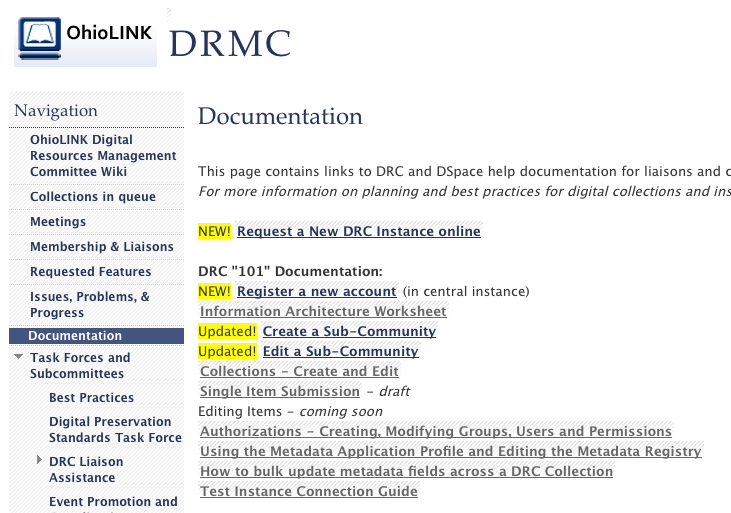 OhioLINK
DRMC
Navigation
OhioLINK Digital
Resources Management
Committee Wiki
Collections in queue
Meetings
Membership & Liaisons
Requested Features
Issues, Problems, &
Progress
Documentation
Task Forces and
Subcommittees
Best Practices
Digital Preservation
Standards Task Force
DRC Liaison
Assistance
Event Promotion and
Documentation
This page contains links to DRC and DSpace help documentation for liaisons and
For more information on planning and best practices for digital collections and
NEW! Request a New DRC Instance online
DRC "101" Documentation:
NEW! Register a new account (in central instance)
Information Architecture Worksheet
Updated! Create a Sub-Community
Updated! Edit a Sub-Community
Collections - Create and Edit
Single Item Submission - draft
Editing Items - coming soon
Authorizations - Creating, Modifying Groups, Users and Permissions
Using the Metadata Application Profile and Editing the Metadata Registry
How to bulk update metadata fields across a DRC Collection
Test Instance Connection Guide